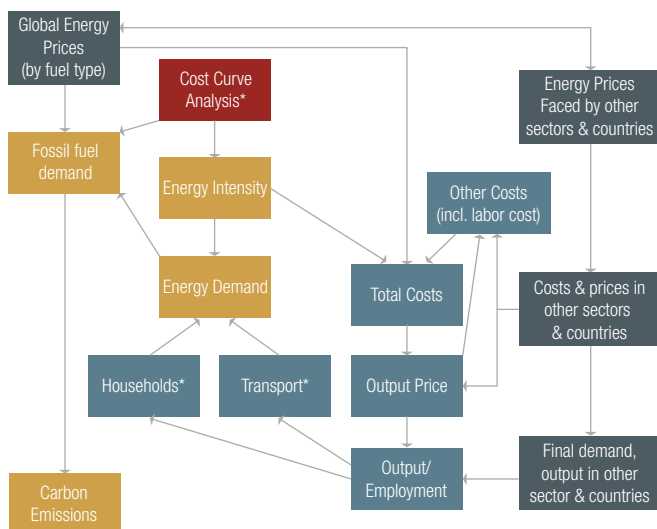 Global Energy
Prices
(by fuel type)
Cost Curve
Analysis*
Energy Prices
Faced by other
sectors & countries
Fossil fuel
demand
Energy Intensity
Other Costs
(incl. labor cost)
Energy Demand
Total Costs
Costs & prices in
other sectors
& countries
Households*
Transport*
Output Price
Carbon
Emissions
Output/
Employment
Final demand,
output in other
sector & countries